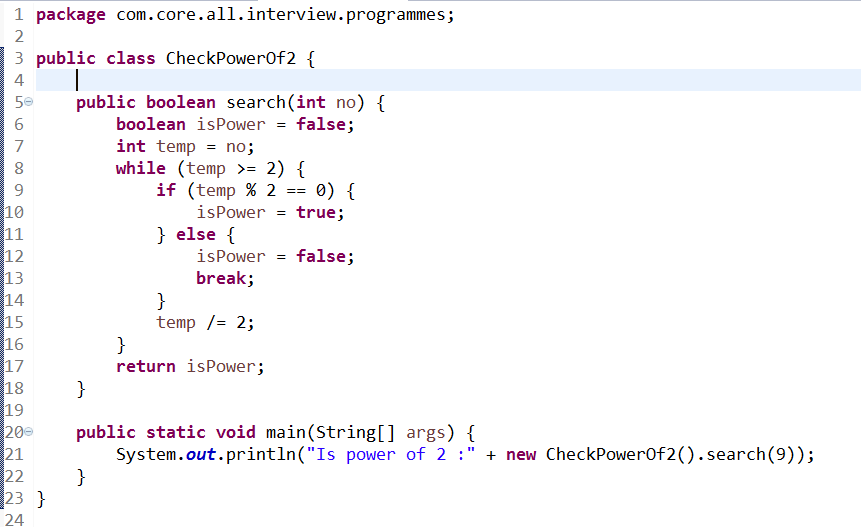 1 package com.core.all.interview.programmes;
2
3 public class CheckPowerOf2 {
4
5 public boolean search(int no) {
6 boolean isPower = false;
7 int temp = no;
8 while (temp >= 2) {
9 if (temp % 2 == 0) {
10 isPower = true;
11 } else {
12 isPower = false;
13 break;
14 }
15 temp /= 2;
16 }
17 return isPower;
18 }
19
20 public static void main(String[] args) {
21 System.out.println("Is power of 2 :" + new CheckPowerOf2().search(9));
22 }
23 }
24